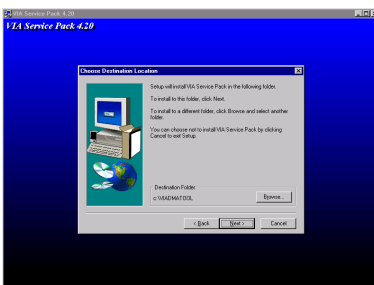 VIA Service Pack 4.20
VIA Service Pack 4.20
Choose Destination Location
Setup will install VIA Service Pack in the following folder.
To install to this folder, click Next.
To install to a different folder, click Browse and select another
folder.
You can choose not to install VIA Service Pack by clicking
Cancel to exit Setup.
Destination Folder
c:\VIADMATOOL
Browse...
< Back
Next >
Cancel